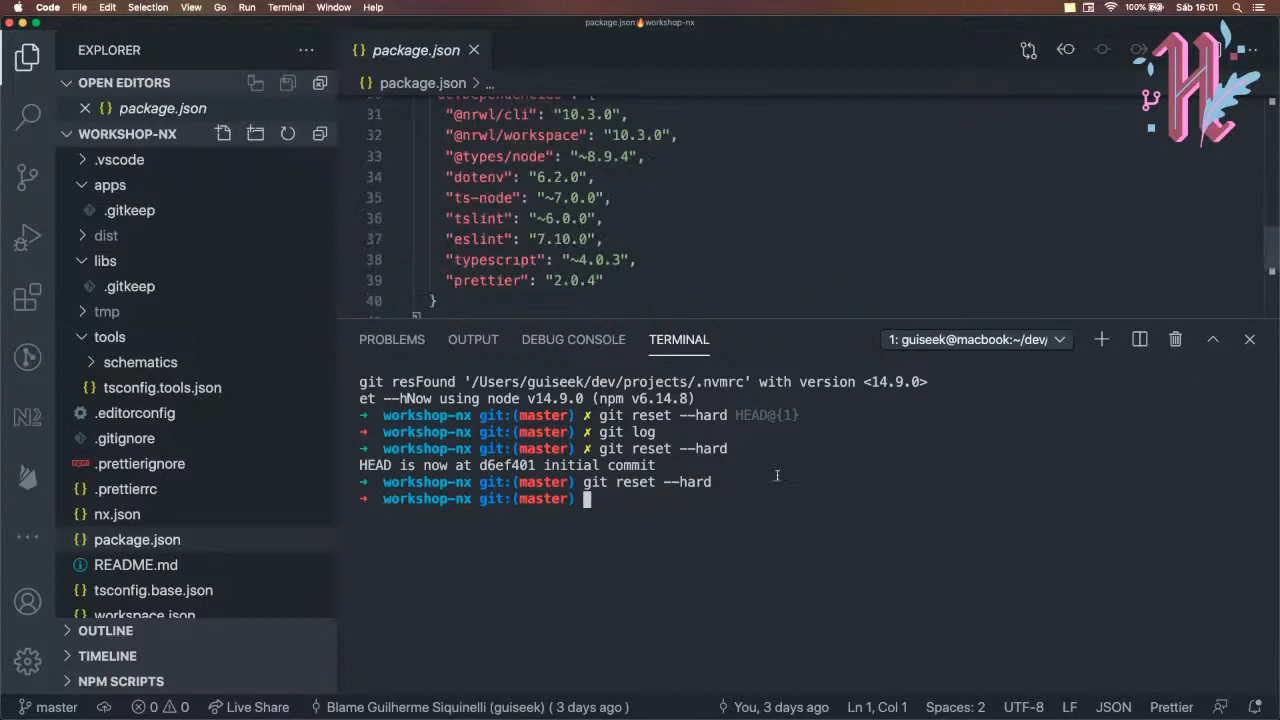 Code File Edit Selection View Go Run Terminal Window Help 100% Sáb 16:01
package.json workshop-nx
EXPLORER
package.json
OPEN EDITORS
package.json
package.json > ...
WORKSHOP-NX
.vscode
apps
.gitkeep
dist
libs
.gitkeep
tmp
tools
schematics
tsconfig.tools.json
.editorconfig
.gitignore
.prettierignore
.prettierrc
nx.json
package.json
README.md
tsconfig.base.json
workspace.json
OUTLINE
TIMELINE
NPM SCRIPTS
31 "@nrwl/cli": "10.3.0",
32 "@nrwl/workspace": "10.3.0",
33 "@types/node": "~8.9.4",
34 "dotenv": "6.2.0",
35 "ts-node": "~7.0.0",
36 "tslint": "~6.0.0",
37 "eslint": "7.10.0",
38 "typescript": "~4.0.3",
39 "prettier": "2.0.4"
40 }
PROBLEMS OUTPUT DEBUG CONSOLE TERMINAL 1: guiseek@macbook:~/dev/
git resFound '/Users/guiseek/dev/projects/.nvmrc' with version <14.9.0>
et --hNow using node v14.9.0 (npm v6.14.8)
→ workshop-nx git:(master) ✗ git reset --hard HEAD@{1}
→ workshop-nx git:(master) ✗ git log
→ workshop-nx git:(master) ✗ git reset --hard
HEAD is now at d6ef401 initial commit
→ workshop-nx git:(master) git reset --hard
→ workshop-nx git:(master)
master 0 0 Live Share Blame Guilherme Siquinelli (guiseek) ( 3 days ago ) You, 3 days ago Ln 1, Col 1 Spaces: 2 UTF-8 LF JSON Prettier